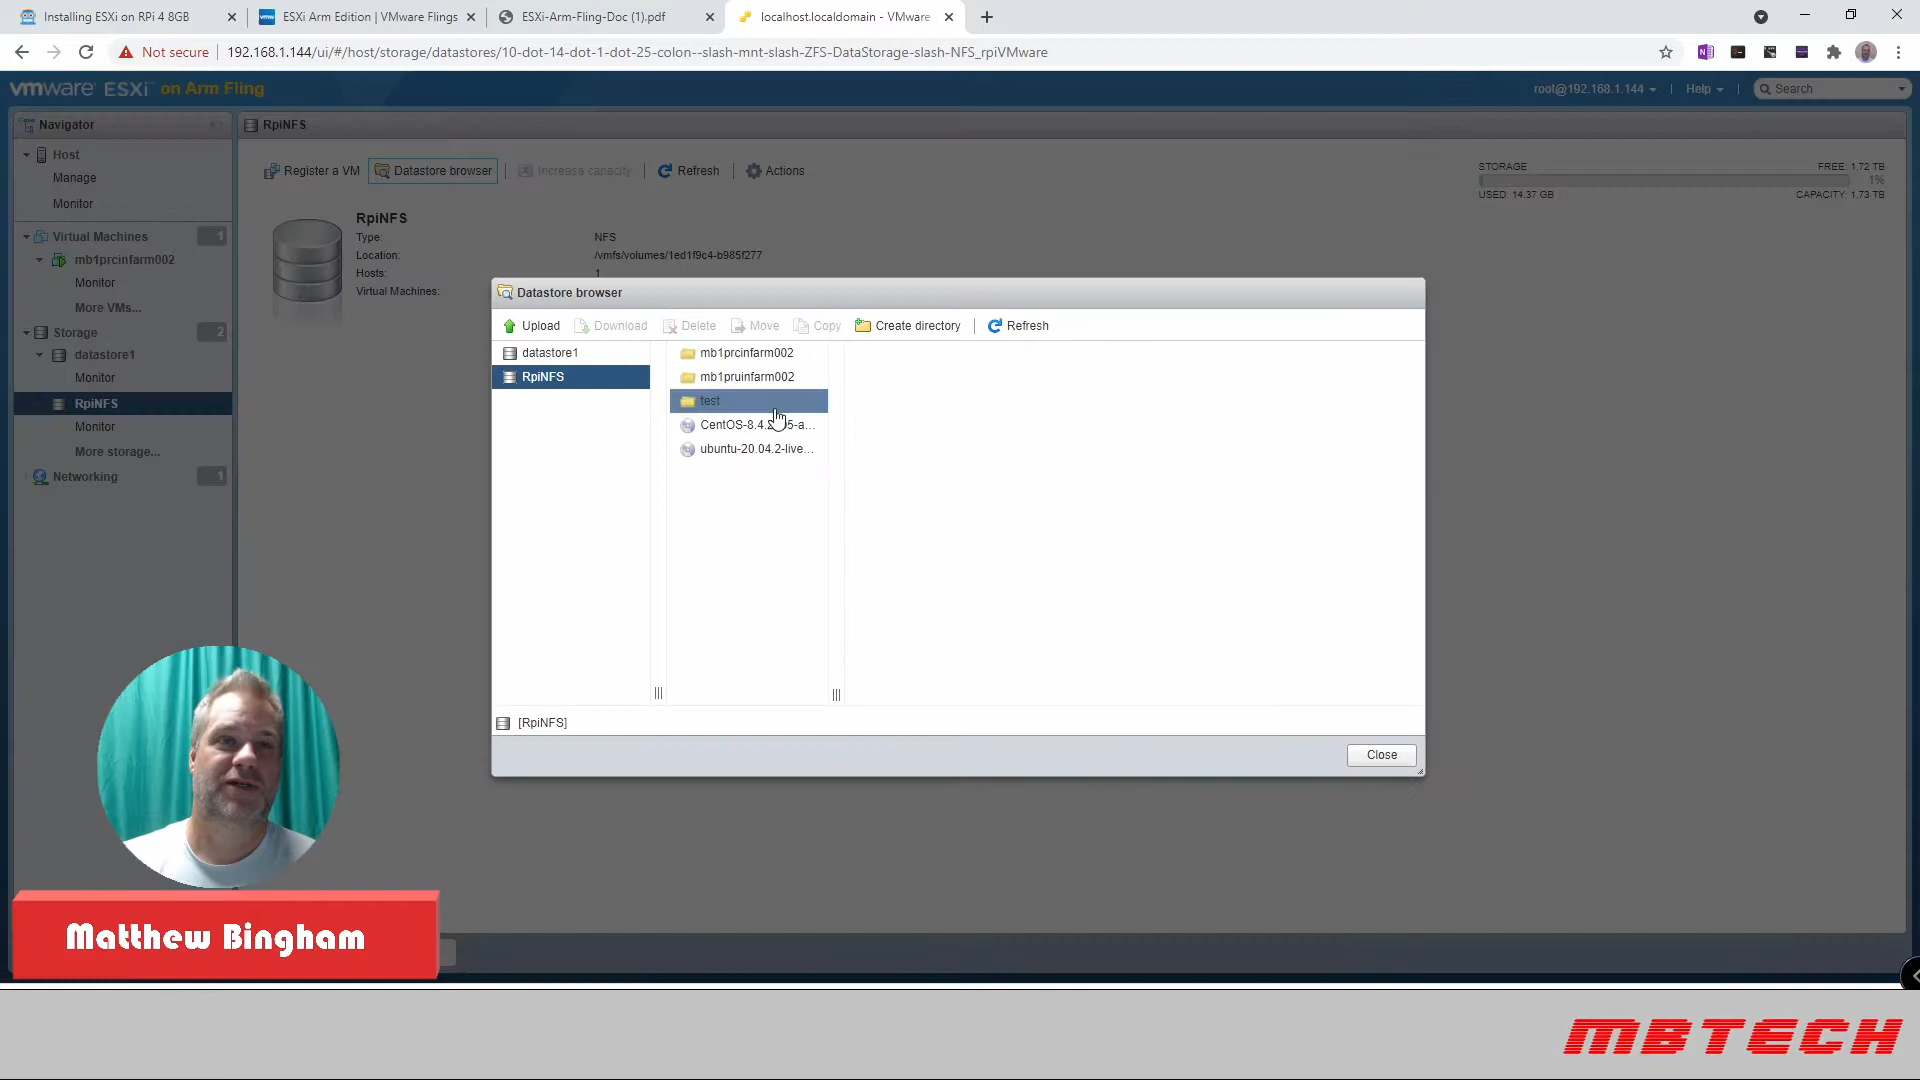 Installing ESXi on RPi 4 8GB
ESXi Arm Edition | VMware Flings
ESXi-Arm-Fling-Doc (1).pdf
localhost.localdomain - VMware
Not secure
192.168.1.144/ui/#/host/storage/datastores/10-dot-14-dot-1-dot-25-colon--slash-mnt-slash-ZFS-DataStorage-slash-NFS_rpiVMware
vmware ESXi on Arm Fling
root@192.168.1.144
Help
Search
Navigator
RpiNFS
Host
Manage
Monitor
Virtual Machines 1
mb1prcinfarm002
Monitor
More VMs...
Storage 2
datastore1
Monitor
RpiNFS
Monitor
More storage...
Networking 1
Register a VM
Datastore browser
Increase capacity
Refresh
Actions
STORAGE FREE: 1.72 TB
1%
USED: 14.37 GB CAPACITY: 1.73 TB
RpiNFS
Type: NFS
Location: /vmfs/volumes/1ed1f9c4-b985f277
Hosts: 1
Virtual Machines:
Datastore browser
Upload
Download
Delete
Move
Copy
Create directory
Refresh
datastore1
RpiNFS
mb1prcinfarm002
mb1pruinfarm002
test
ubuntu-20.04.2-live...
[RpiNFS]
Close
Matthew Bingham
MBTECH